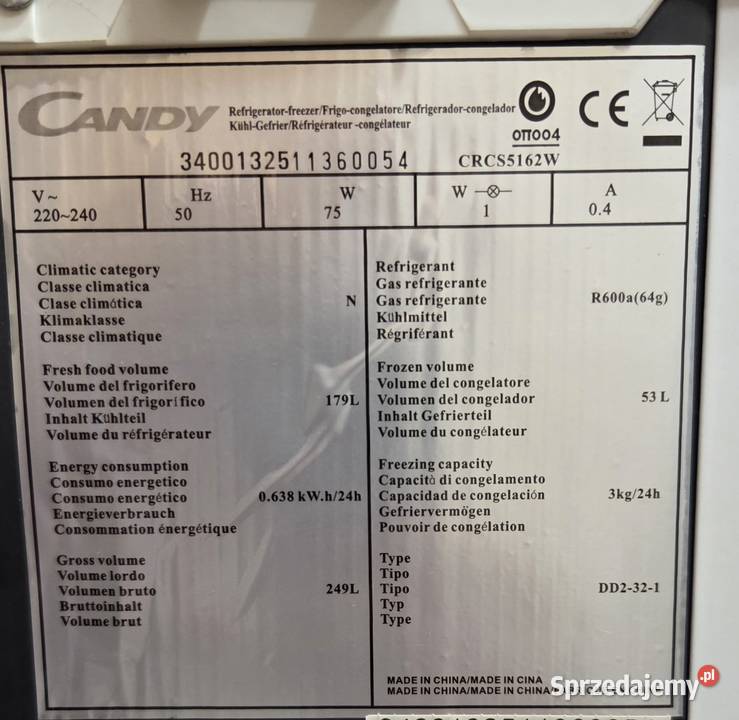 CANDY
Refrigerator-freezer/Frigo-congelatore/Refrigerador-congelador
Kühl-Gefrier/Réfrigérateur -congélateur
OTTO04
CE
3400132511360054 CRCS5162W
V~ Hz W W A
220~240 50 75 1 0.4
Climatic category
Classe climatica
Clase climótica N
Klimaklasse
Classe climatique
Refrigerant
Gas refrigerante
Gas refrigerante R600a(64g)
Kühlmittel
Régriférant
Fresh food volume
Volume del frigorifero
Volumen del frigorífico 179L
Inhalt Kühlteil
Volume du réfrigérateur
Frozen volume
Volume del congelatore
Volumen del congelador 53 L
Inhalt Gefrierteil
Volume du congélateur
Energy consumption
Consumo energetico
Consumo energético 0.638 kW.h/24h
Energieverbrauch
Consommation énergétique
Freezing capacity
Capacitò di congelamento
Capacidad de congelación 3kg/24h
Gefriervermögen
Pouvoir de congélation
Gross volume
Volume lordo
Volumen bruto 249L
Bruttoinhalt
Volume brut
Type
Tipo
Tipo DD2-32-1
Typ
Type
MADE IN CHINA/MADE IN CINA
MADE IN CHINA/MADE IN CHINA
Sprzedajemy.pl